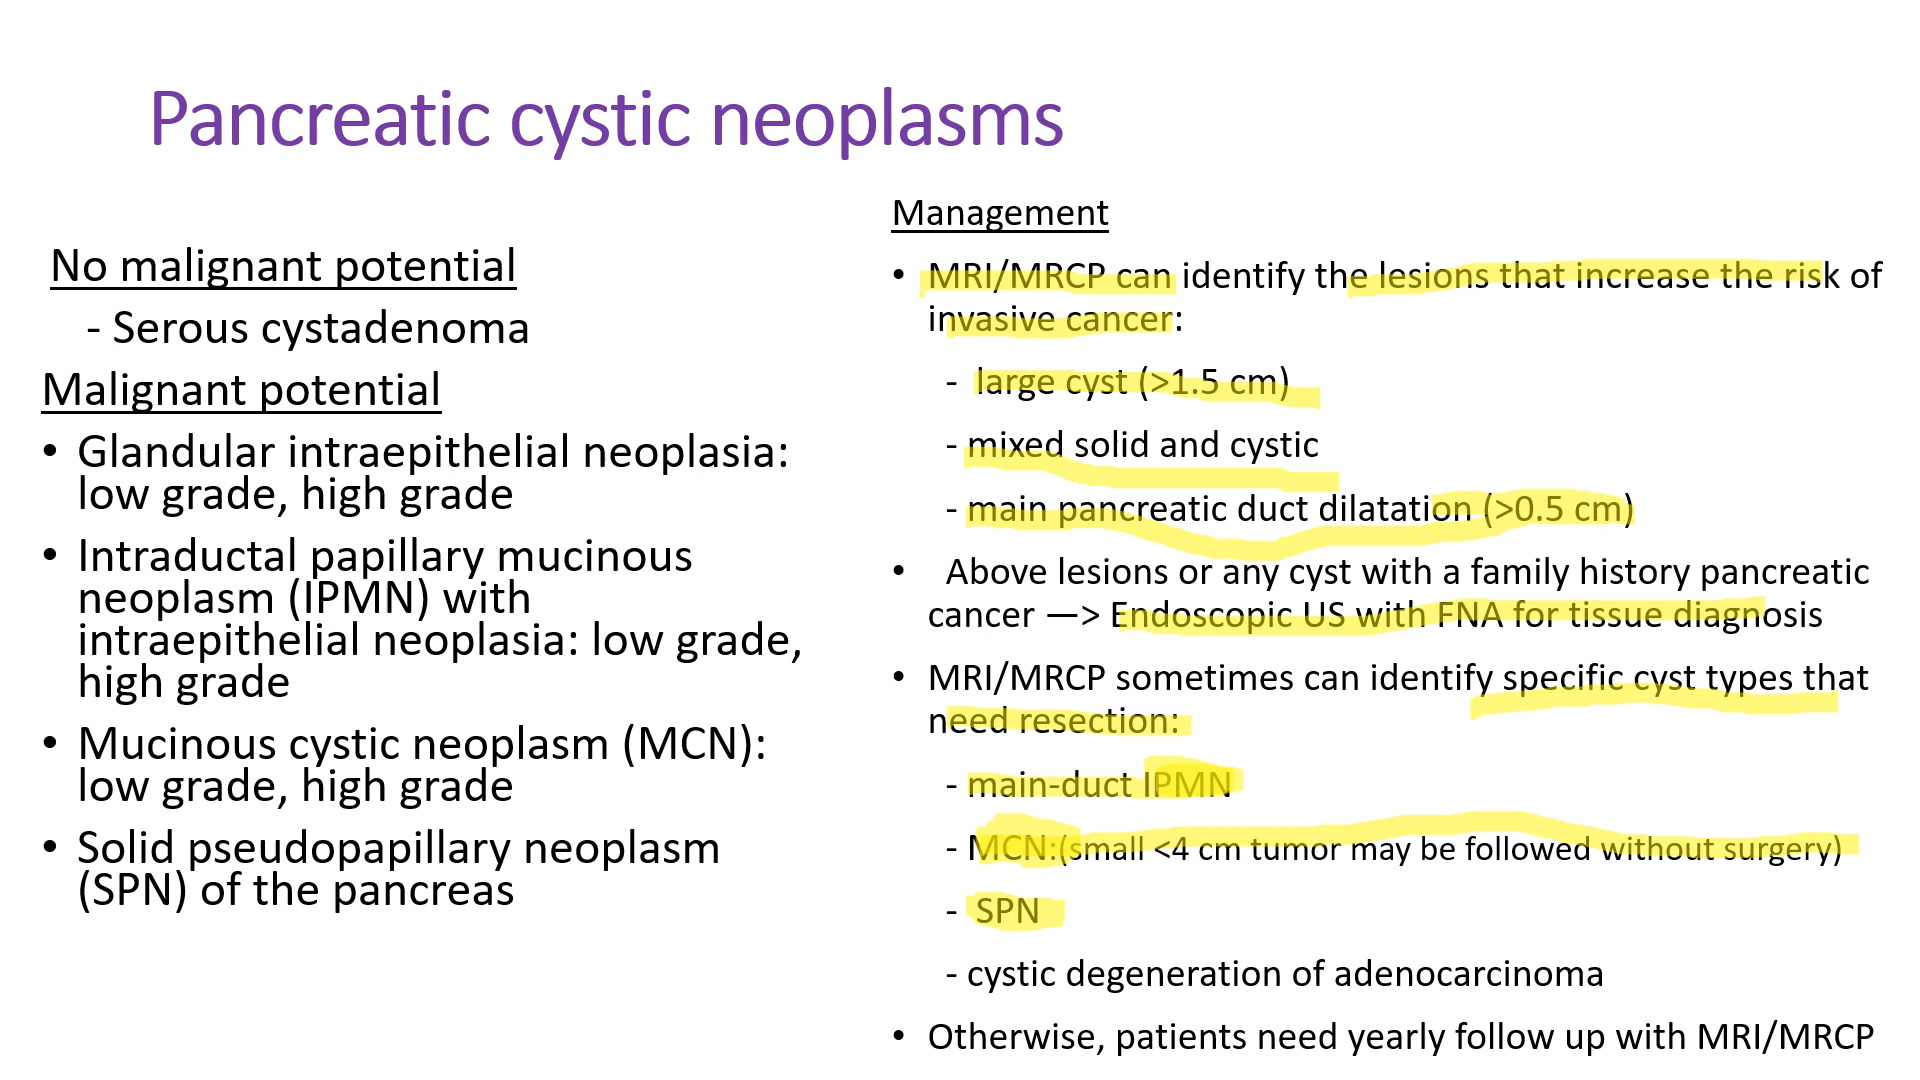 Pancreatic cystic neoplasms
No malignant potential
- Serous cystadenoma
Malignant potential
• Glandular intraepithelial neoplasia:
low grade, high grade
• Intraductal papillary mucinous
neoplasm (IPMN) with
intraepithelial neoplasia: low grade,
high grade
• Mucinous cystic neoplasm (MCN):
low grade, high grade
• Solid pseudopapillary neoplasm
(SPN) of the pancreas
Management
• MRI/MRCP can identify the lesions that increase the risk of
invasive cancer:
- large cyst (>1.5 cm)
- mixed solid and cystic
- main pancreatic duct dilatation (>0.5 cm)
• Above lesions or any cyst with a family history pancreatic
cancer —> Endoscopic US with FNA for tissue diagnosis
• MRI/MRCP sometimes can identify specific cyst types that
need resection:
- main-duct IPMN
- MCN:(small <4 cm tumor may be followed without surgery)
- SPN
- cystic degeneration of adenocarcinoma
• Otherwise, patients need yearly follow up with MRI/MRCP